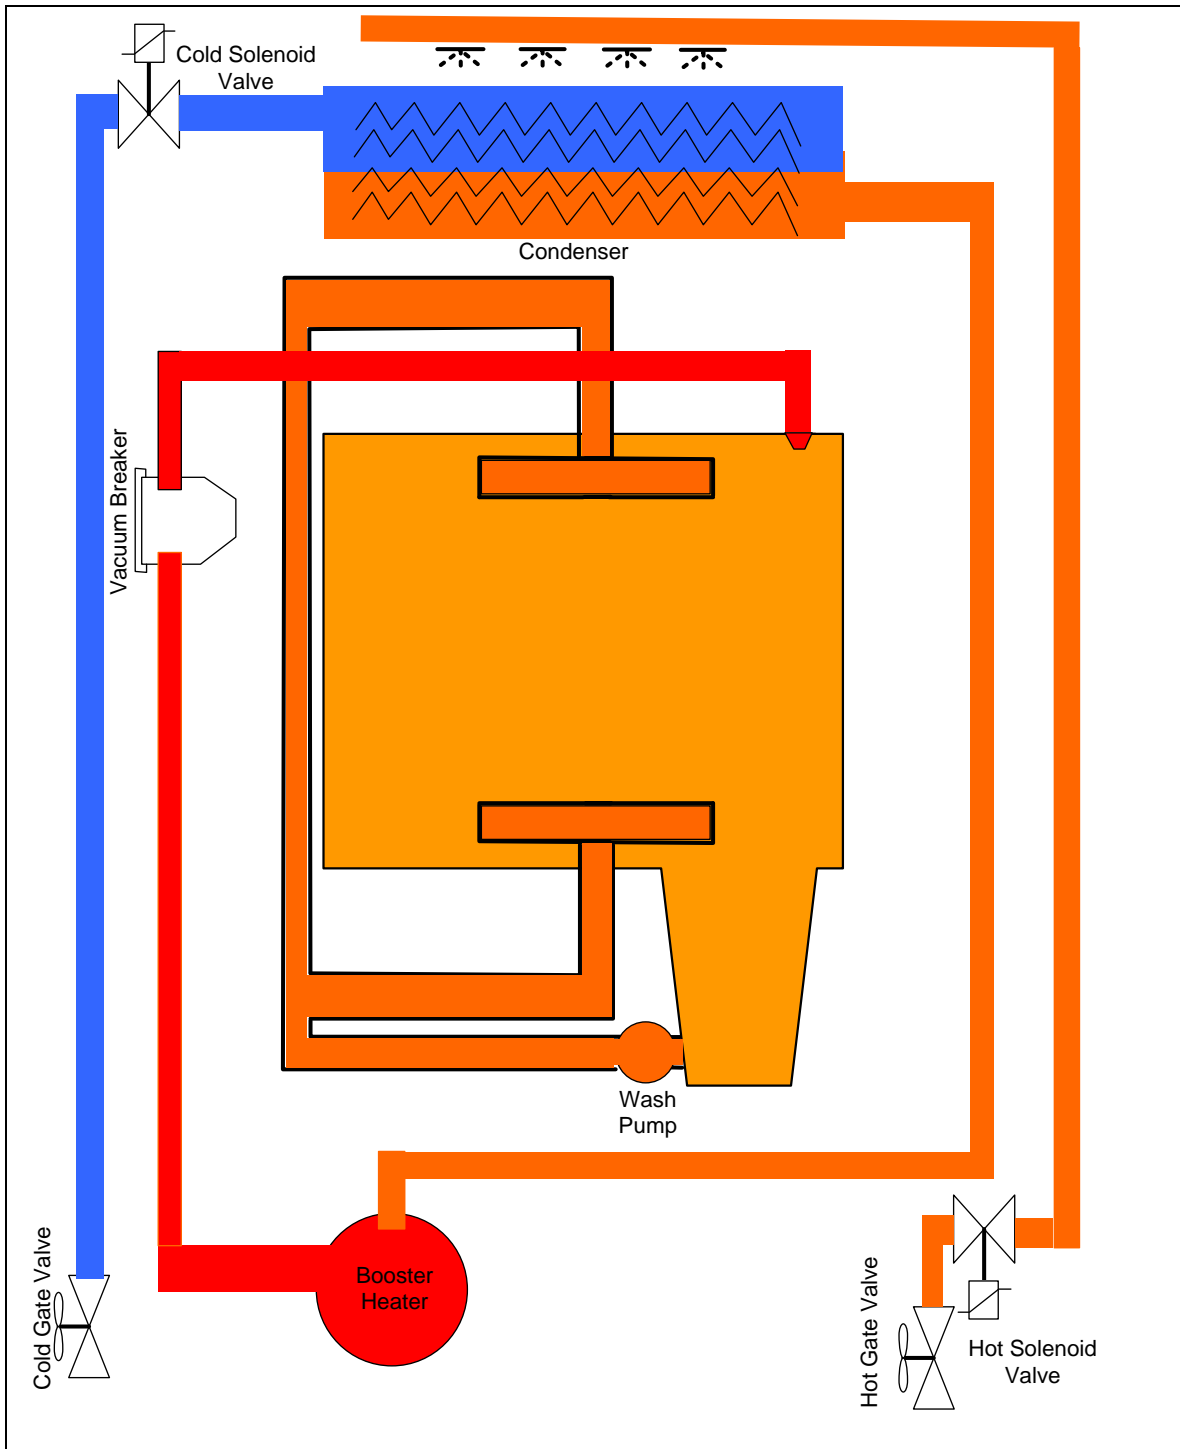 Cold Solenoid
Valve
Condenser
Vacuum Breaker
Wash
Pump
Booster
Heater
Cold Gate Valve
Hot Gate Valve
Hot Solenoid
Valve